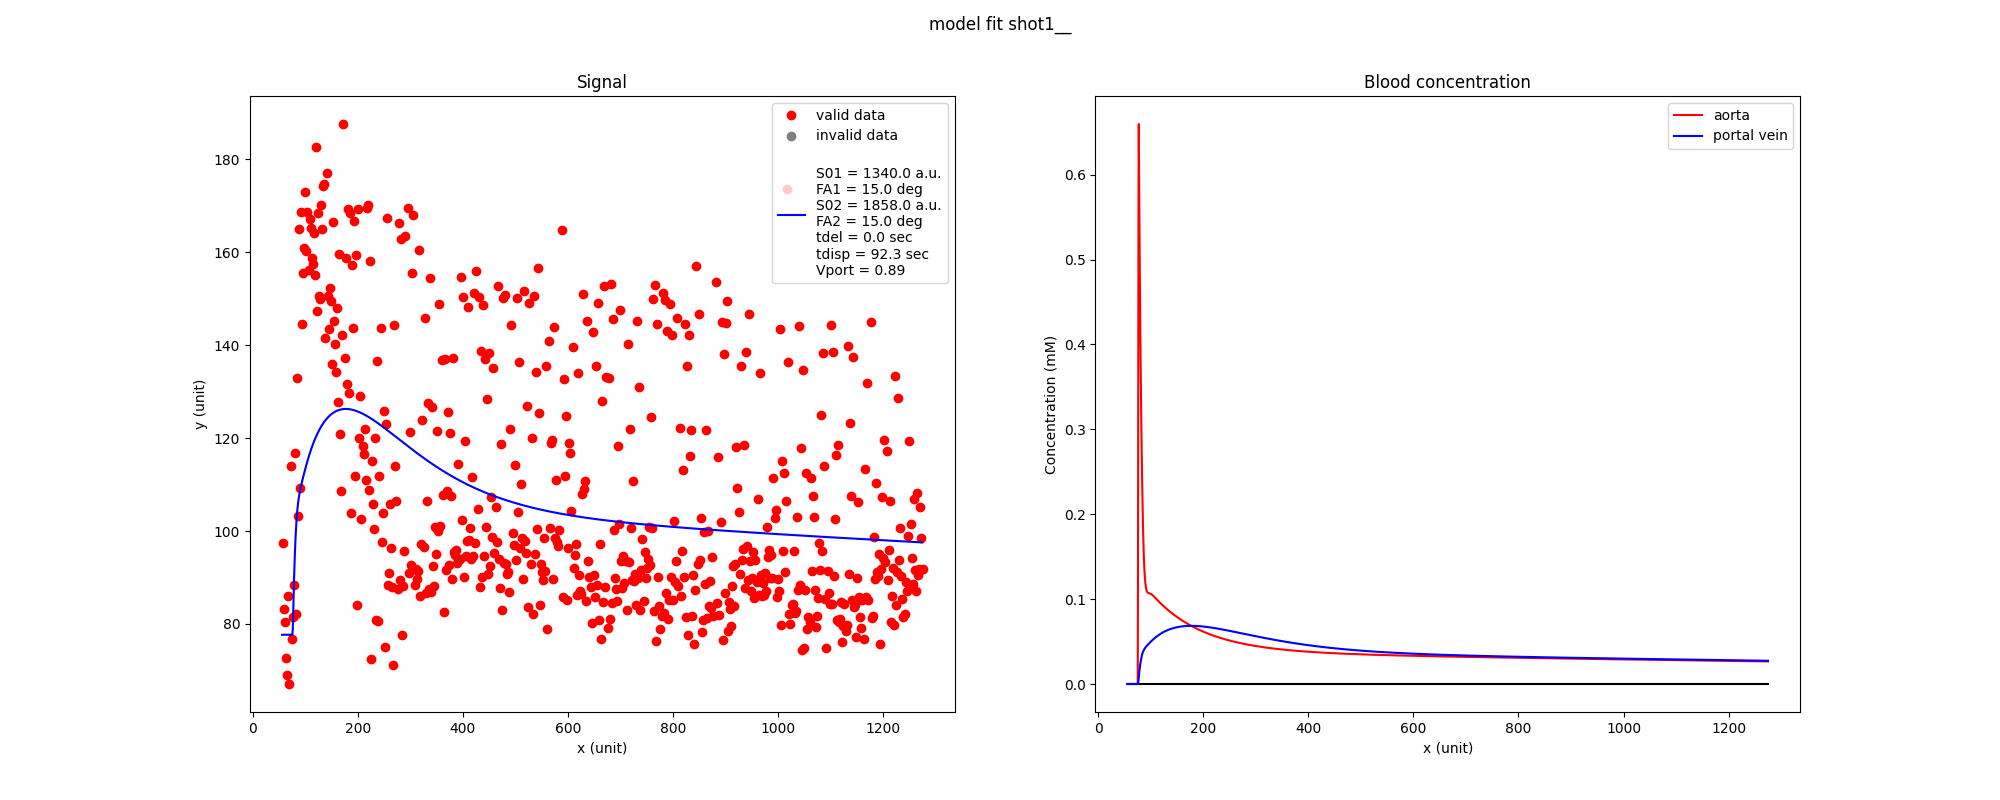 model fit shot1__
Signal
y (unit)
180
160
140
120
100
80
0
200
400
600
800
1000
1200
x (unit)
valid data
invalid data
S01 = 1340.0 a.u.
FA1 = 15.0 deg
S02 = 1858.0 a.u.
FA2 = 15.0 deg
tdel = 0.0 sec
tdisp = 92.3 sec
Vport = 0.89
Blood concentration
Concentration (mM)
0.6
0.5
0.4
0.3
0.2
0.1
0.0
0
200
400
600
800
1000
1200
x (unit)
aorta
portal vein